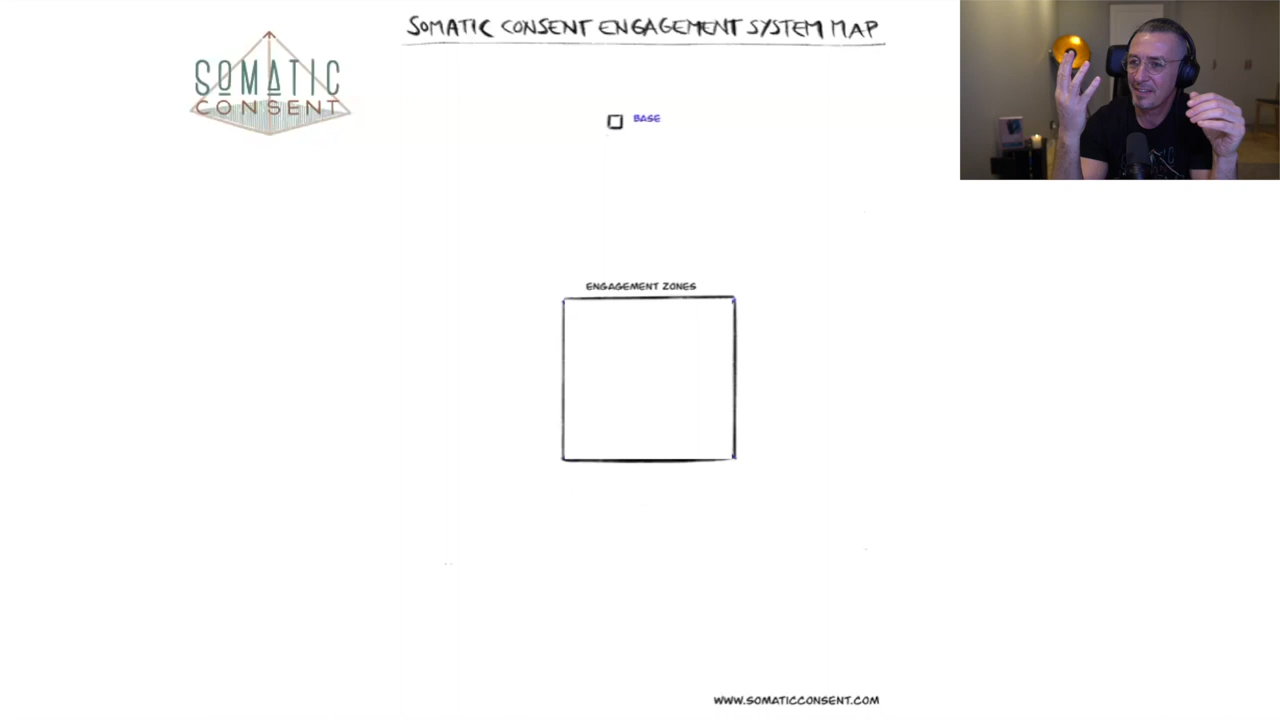 SOMATIC CONSENT ENGAGEMENT SYSTEM MAP
SOMATIC
CONSENT
BASE
ENGAGEMENT ZONES
WWW.SOMATICCONSENT.COM